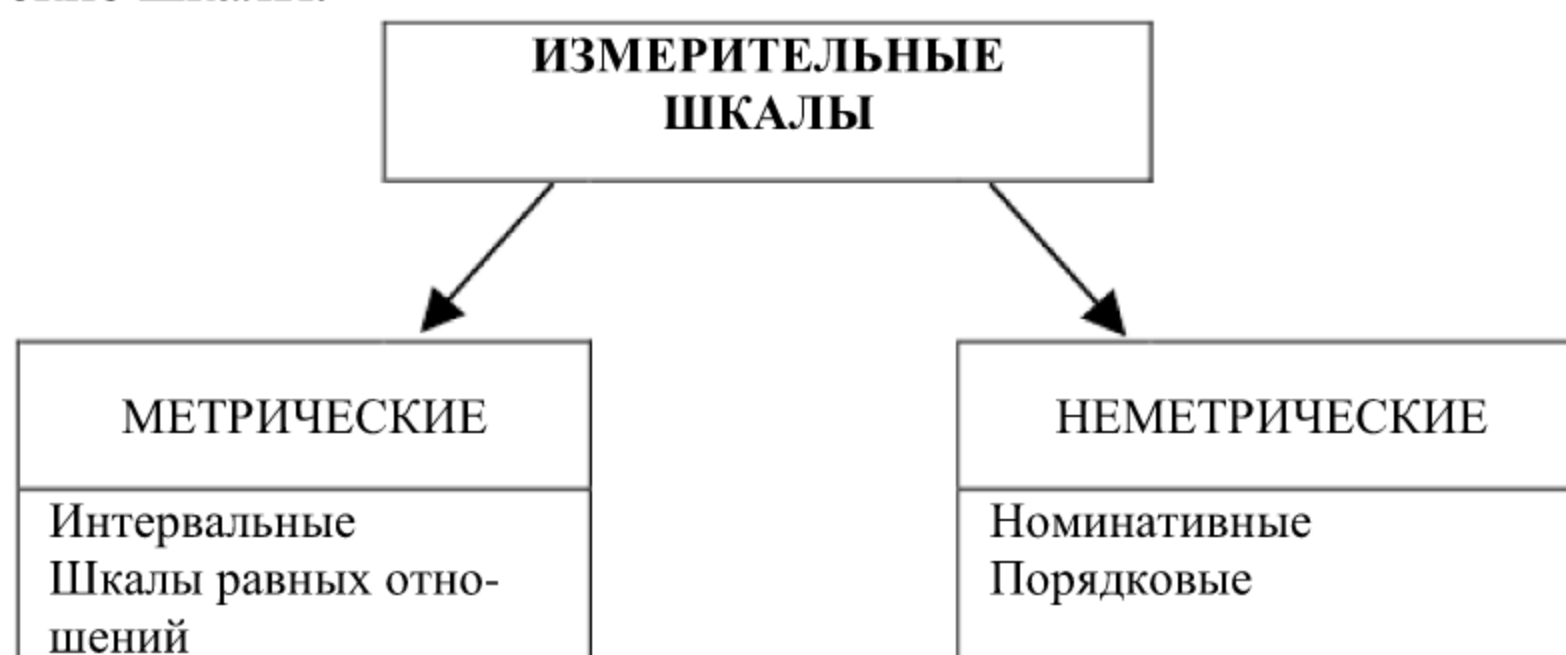 ИЗМЕРИТЕЛЬНЫЕ
ШКАЛЫ
МЕТРИЧЕСКИЕ
Интервальные
Шкалы равных отно-
шений
НЕМЕТРИЧЕСКИЕ
Номинативные
Порядковые